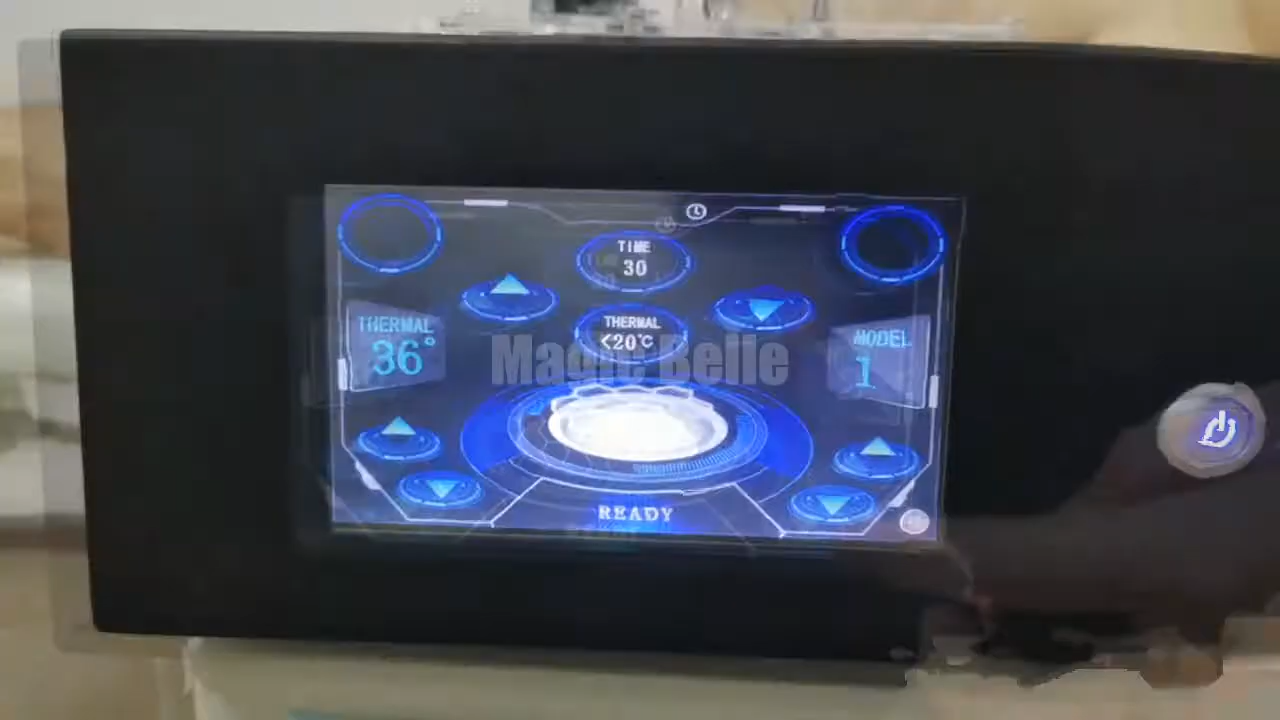 TIME
30
THERMAL
<20℃
THERMAL
36°
MODEL
1
Magic Belle
READY